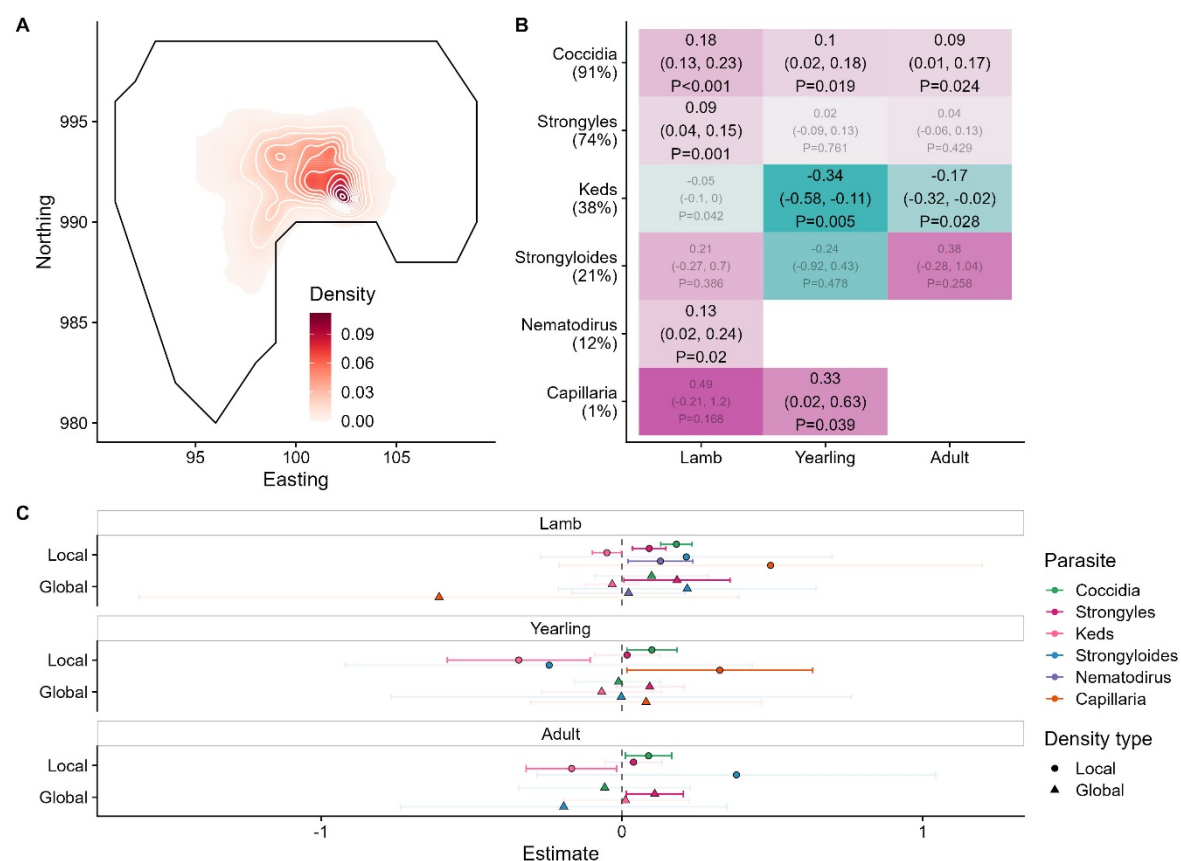 A
995
990
985
980
Northing
95
100
105
Easting
Density
0.09
0.06
0.03
0.00
B
Coccidia
(91%)
0.18
(0.13, 0.23)
P<0.001
0.1
(0.02, 0.18)
P=0.019
0.09
(0.01, 0.17)
P=0.024
Strongyles
(74%)
0.09
(0.04, 0.15)
P=0.001
0.02
(-0.09, 0.13)
P=0.761
0.04
(-0.06, 0.13)
P=0.429
Keds
(38%)
-0.05
(-0.1, 0)
P=0.042
-0.34
(-0.58, -0.11)
P=0.005
-0.17
(-0.32, -0.02)
P=0.028
Strongyloides
(21%)
0.21
(-0.27, 0.7)
P=0.386
-0.24
(-0.92, 0.43)
P=0.478
0.38
(-0.28, 1.04)
P=0.258
Nematodirus
(12%)
0.13
(0.02, 0.24)
P=0.02
Capillaria
(1%)
0.49
(-0.21, 1.2)
P=0.168
0.33
(0.02, 0.63)
P=0.039
Lamb
Yearling
Adult
C
Lamb
Local
Global
Yearling
Local
Global
Adult
Local
Global
-1
0
1
Estimate
Parasite
Coccidia
Strongyles
Keds
Strongyloides
Nematodirus
Capillaria
Density type
Local
Global